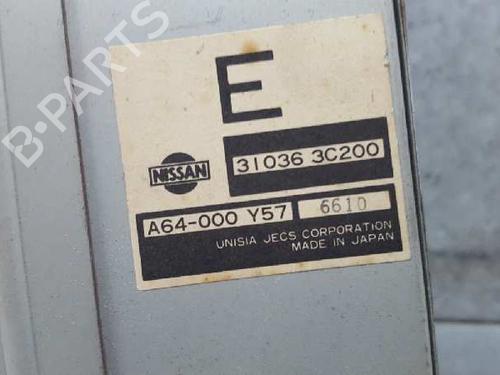 B-PARTS
E
NISSAN
31036 3C200
A64-000 Y57 6610
UNISIA JECS CORPORATION
MADE IN JAPAN